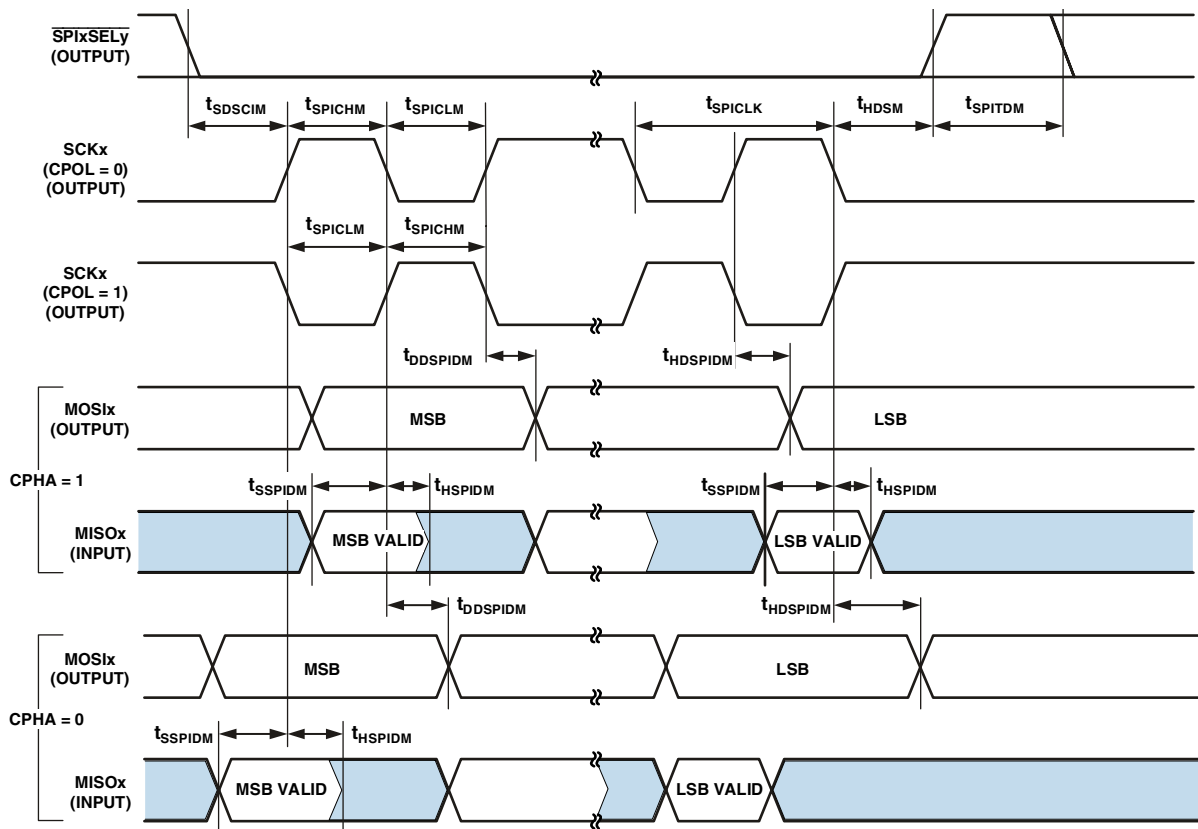 SPIxSELy
(OUTPUT)
tSDSCIM tSPICHM tSPICLM tSPICLK tHDSM tSPITDM
SCKx
(CPOL = 0)
(OUTPUT)
tSPICLM tSPICHM
SCKx
(CPOL = 1)
(OUTPUT)
tDDSPIDM tHDSPIDM
MOSIx
(OUTPUT)
MSB LSB
CPHA = 1
tSSPIDM tHSPIDM tSSPIDM tHSPIDM
MISOx
(INPUT)
MSB VALID LSB VALID
tDDSPIDM tHDSPIDM
MOSIx
(OUTPUT)
MSB LSB
CPHA = 0
tSSPIDM tHSPIDM
MISOx
(INPUT)
MSB VALID LSB VALID